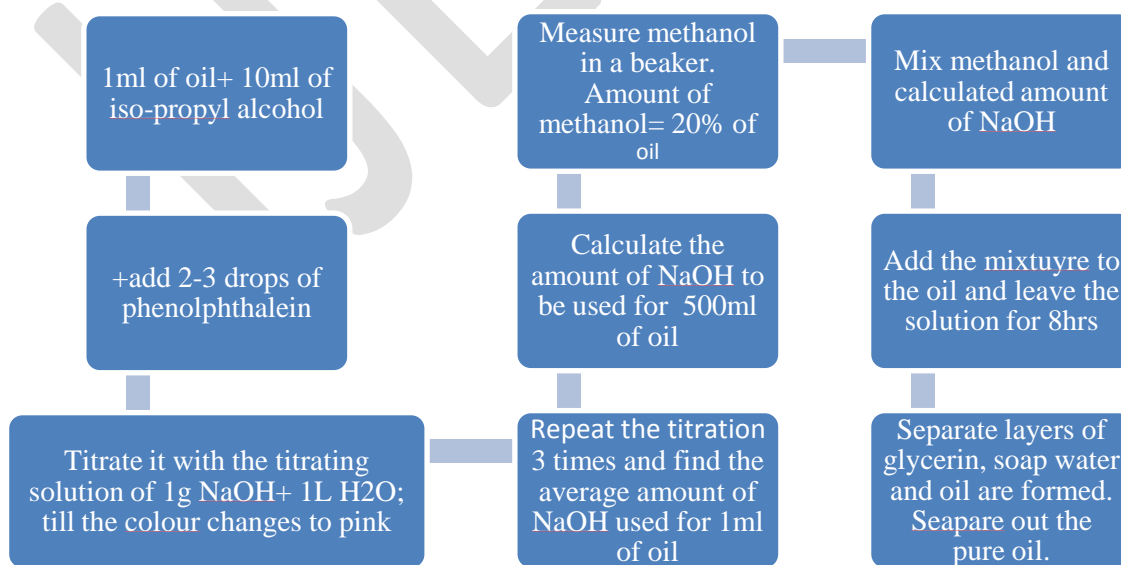 1ml of oil+ 10ml of
iso-propyl alcohol
+add 2-3 drops of
phenolphthalein
Titrate it with the titrating
solution of 1g NaOH+ 1L H2O;
till the colour changes to pink
Repeat the titration
3 times and find the
average amount of
NaOH used for 1ml
of oil
Calculate the
amount of NaOH to
be used for 500ml
of oil
Measure methanol
in a beaker.
Amount of
methanol= 20% of
oil
Mix methanol and
calculated amount
of NaOH
Add the mixtuyre to
the oil and leave the
solution for 8hrs
Separate layers of
glycerin, soap water
and oil are formed.
Seapare out the
pure oil.